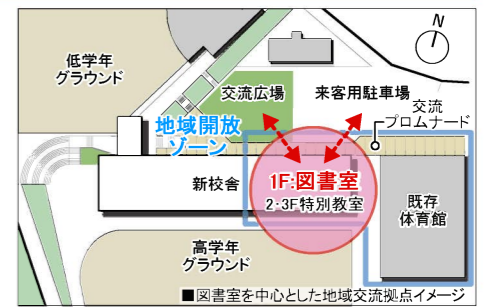 N
低学年
グラウンド
交流広場
来客用駐車場
交流
プロムナード
地域開放
ゾーン
1F:図書室
2・3F特別教室
新校舎
既存
体育館
高学年
グラウンド
■図書室を中心とした地域交流拠点イメージ